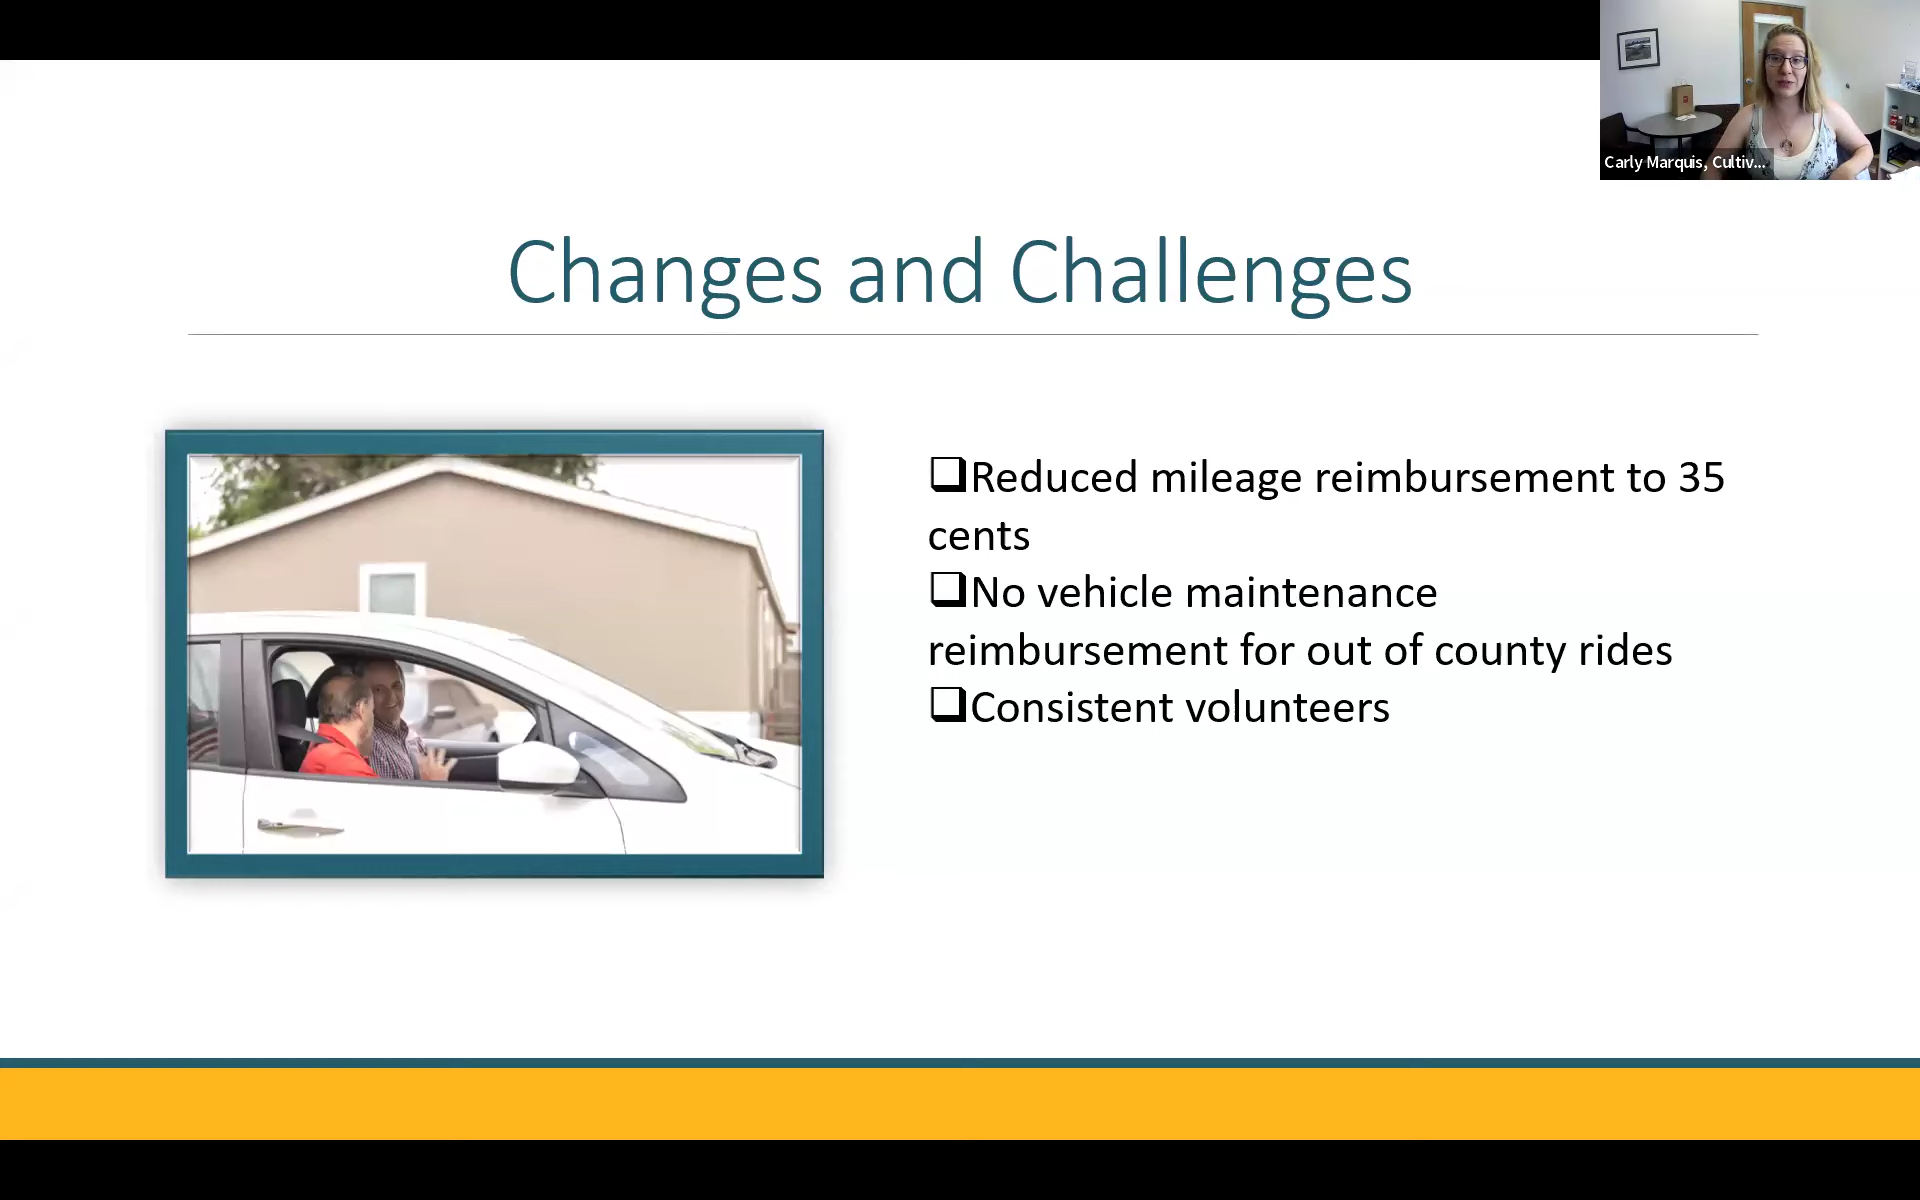 Carly Marquis, Cultiv...
Changes and Challenges
❑Reduced mileage reimbursement to 35
cents
❑No vehicle maintenance
reimbursement for out of county rides
❑Consistent volunteers